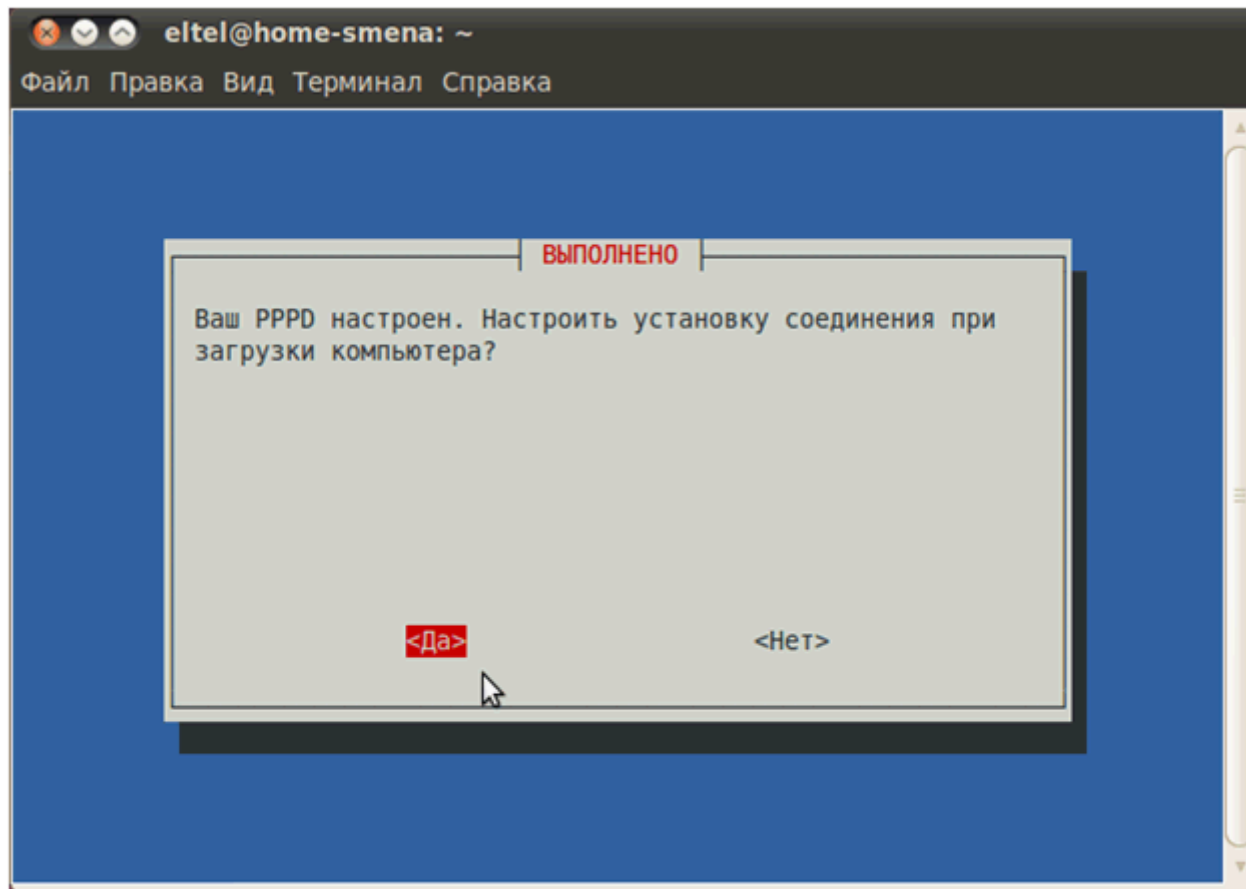 eltel@home-smena: ~
Файл Правка Вид Терминал Справка
ВЫПОЛНЕНО
Ваш PPPD настроен. Настроить установку соединения при
загрузки компьютера?
<Да> <Нет>